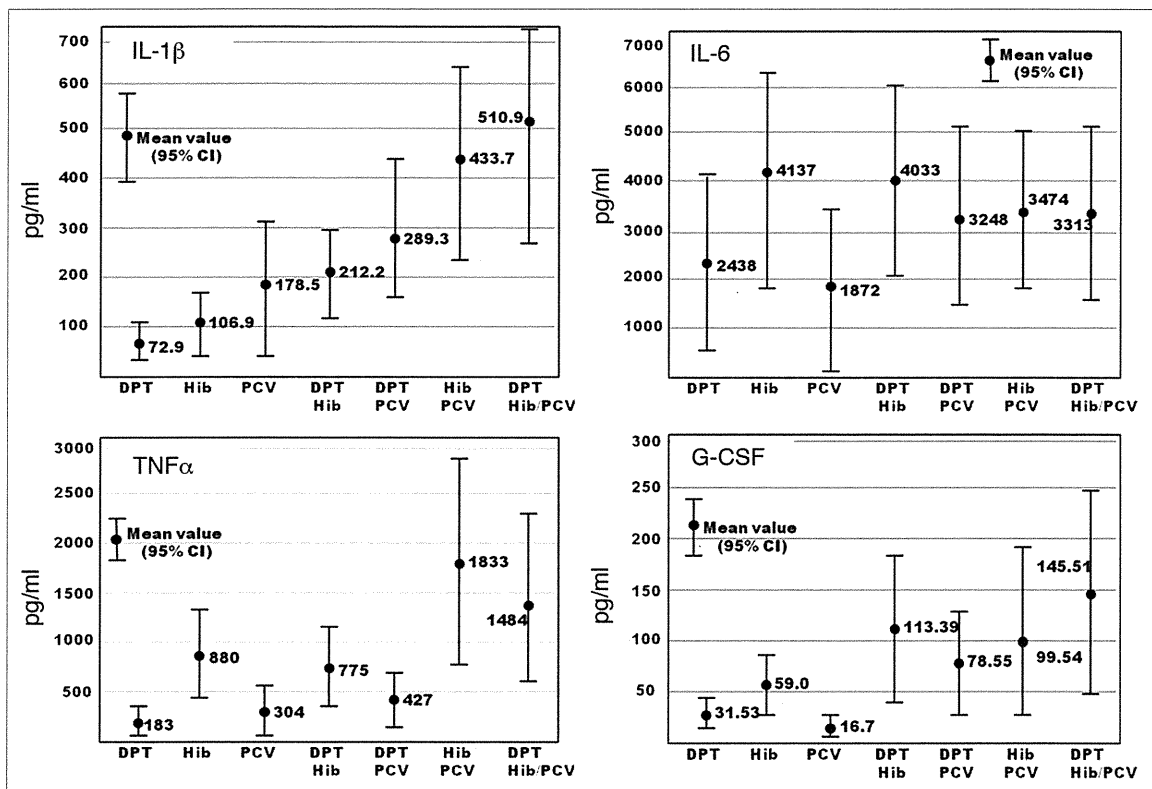 IL-1β
pg/ml
700
600
500
400
300
200
100
Mean value
(95% CI)
72.9
106.9
178.5
212.2
289.3
433.7
510.9
DPT
Hib
PCV
DPT
Hib
DPT
PCV
Hib
PCV
DPT
Hib/PCV
IL-6
7000
6000
5000
4000
3000
2000
1000
Mean value
(95% CI)
2438
4137
1872
4033
3248
3474
3313
DPT
Hib
PCV
DPT
Hib
DPT
PCV
Hib
PCV
DPT
Hib/PCV
TNFα
pg/ml
3000
2500
2000
1500
1000
500
Mean value
(95% CI)
183
880
304
775
427
1833
1484
DPT
Hib
PCV
DPT
Hib
DPT
PCV
Hib
PCV
DPT
Hib/PCV
G-CSF
pg/ml
300
250
200
150
100
50
Mean value
(95% CI)
31.53
59.0
16.7
113.39
78.55
99.54
145.51
DPT
Hib
PCV
DPT
Hib
DPT
PCV
Hib
PCV
DPT
Hib/PCV